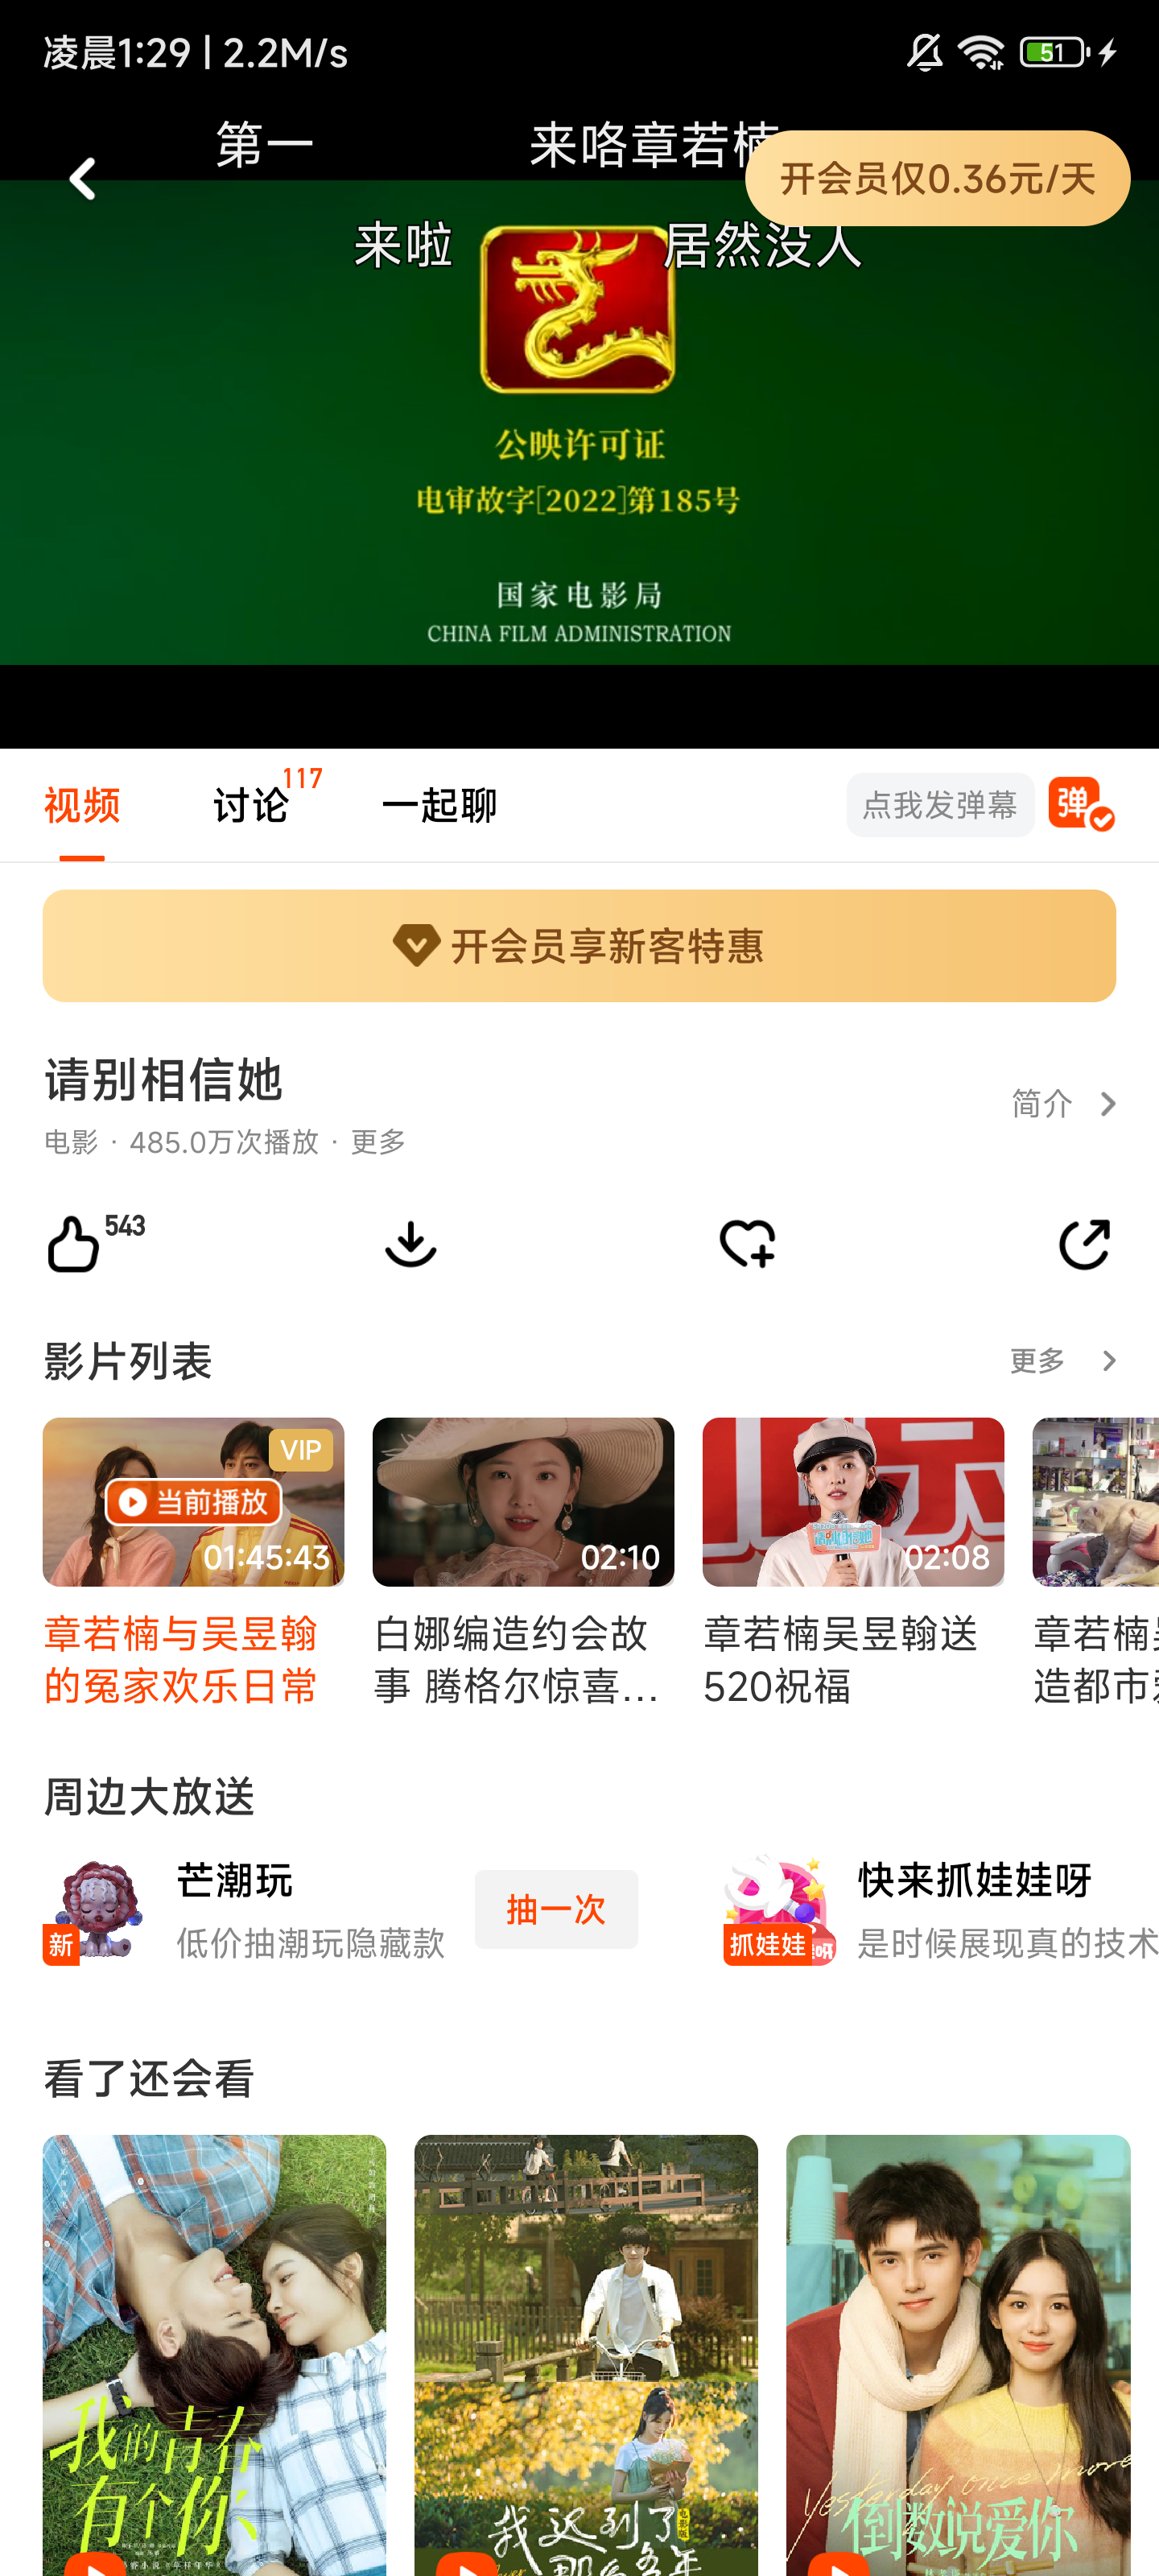 凌晨1:29 | 2.2M/s
51
第一
来咯章若楠
开会员仅0.36元/天
来啦
居然没人
公映许可证
电审故字[2022]第185号
国家电影局
CHINA FILM ADMINISTRATION
视频
讨论
117
一起聊
点我发弹幕
弹
开会员享新客特惠
请别相信她
简介
电影 · 485.0万次播放 · 更多
543
影片列表
更多
VIP
当前播放
01:45:43
02:10
02:08
章若楠与吴昱翰
的冤家欢乐日常
白娜编造约会故
事 腾格尔惊喜...
章若楠吴昱翰送
520祝福
章若楠
造都市
周边大放送
芒潮玩
低价抽潮玩隐藏款
新
抽一次
快来抓娃娃呀
是时候展现真的技术
抓娃娃
看了还会看
我的青春
有个你
我迟到了
那么多年
电影版
Yesterday once more
倒数说爱你